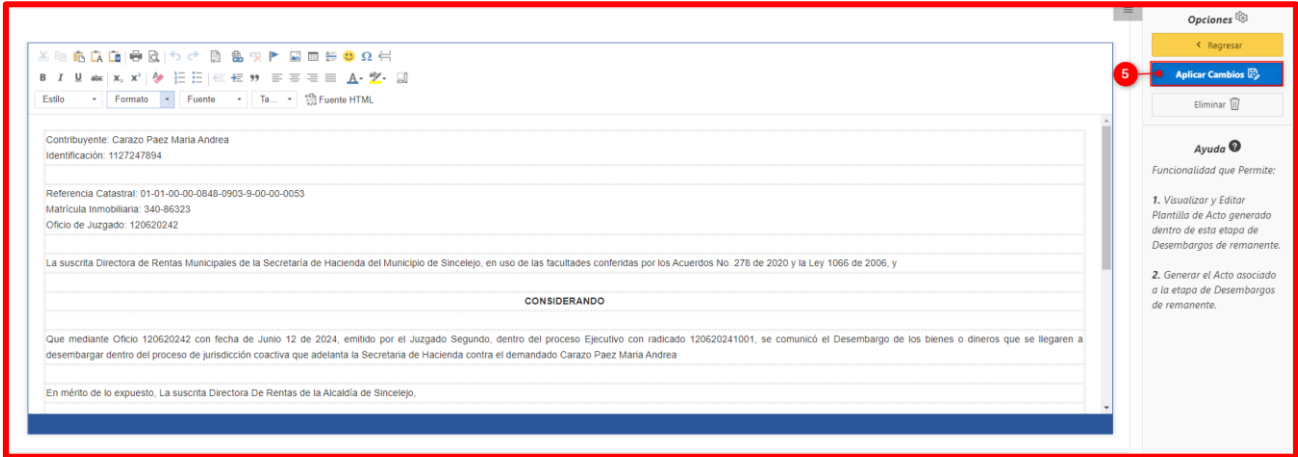 Opciones
Regresar
5
Aplicar Cambios
Eliminar
B I U abc x₂ x² A
Estilo Formato Fuente Ta... Fuente HTML
Contribuyente: Carazo Paez Maria Andrea
Identificación: 1127247894
Referencia Catastral: 01-01-00-00-0848-0903-9-00-00-0053
Matrícula Inmobiliaria: 340-86323
Oficio de Juzgado: 120620242
La suscrita Directora de Rentas Municipales de la Secretaría de Hacienda del Municipio de Sincelejo, en uso de las facultades conferidas por los Acuerdos No. 278 de 2020 y la Ley 1066 de 2006, y
CONSIDERANDO
Que mediante Oficio 120620242 con fecha de Junio 12 de 2024, emitido por el Juzgado Segundo, dentro del proceso Ejecutivo con radicado 120620241001, se comunicó el Desembargo de los bienes o dineros que se llegaren a
desembargar dentro del proceso de jurisdicción coactiva que adelanta la Secretaria de Hacienda contra el demandado Carazo Paez Maria Andrea
En mérito de lo expuesto, La suscrita Directora De Rentas de la Alcaldía de Sincelejo,
Ayuda
Funcionalidad que Permite:
1. Visualizar y Editar
Plantilla de Acto generado
dentro de esta etapa de
Desembargos de remanente.
2. Generar el Acto asociado
a la etapa de Desembargos
de remanente.